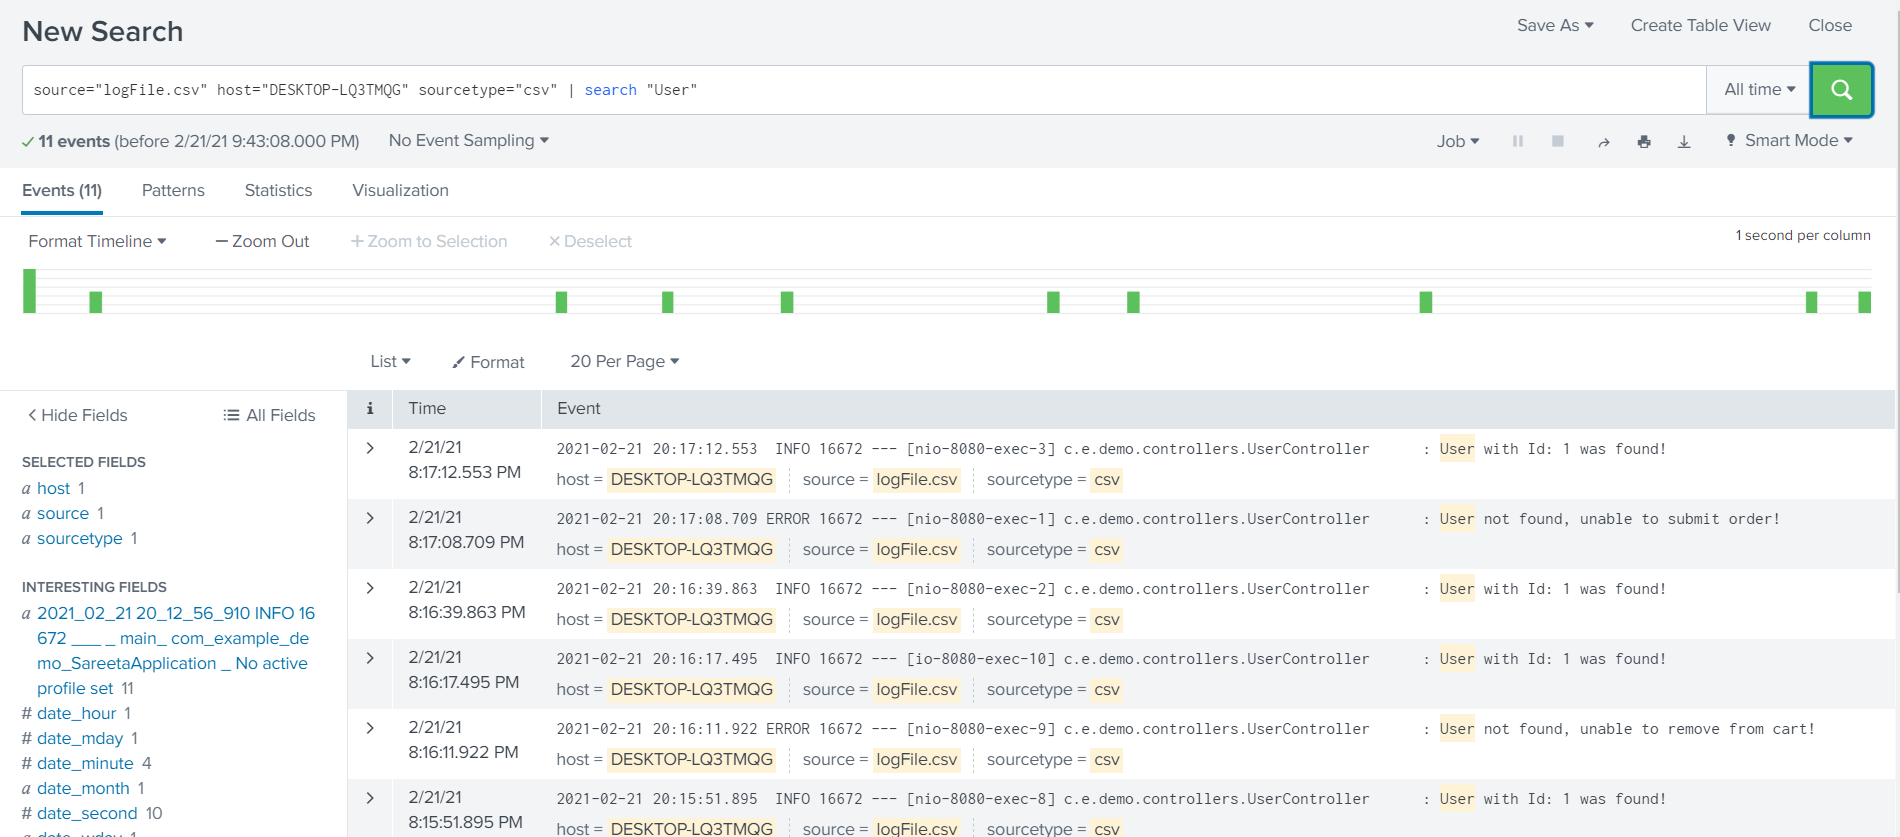 New Search
Save As Create Table View Close
source="logFile.csv" host="DESKTOP-LQ3TMQG" sourcetype="csv" | search "User"
All time
11 events (before 2/21/21 9:43:08.000 PM) No Event Sampling
Job Smart Mode
Events (11) Patterns Statistics Visualization
Format Timeline — Zoom Out + Zoom to Selection × Deselect
1 second per column
List Format 20 Per Page
< Hide Fields All Fields
SELECTED FIELDS
a host 1
a source 1
a sourcetype 1
INTERESTING FIELDS
a 2021_02_21 20_12_56_910 INFO 16
672 ___ _ main_ com_example_de
mo_SareetaApplication _ No active
profile set 11
# date_hour 1
# date_mday 1
# date_minute 4
a date_month 1
# date_second 10
a date_wday 1
i Time Event
> 2/21/21
8:17:12.553 PM
2021-02-21 20:17:12.553 INFO 16672 --- [nio-8080-exec-3] c.e.demo.controllers.UserController : User with Id: 1 was found!
host = DESKTOP-LQ3TMQG source = logFile.csv sourcetype = csv
> 2/21/21
8:17:08.709 PM
2021-02-21 20:17:08.709 ERROR 16672 --- [nio-8080-exec-1] c.e.demo.controllers.UserController : User not found, unable to submit order!
host = DESKTOP-LQ3TMQG source = logFile.csv sourcetype = csv
> 2/21/21
8:16:39.863 PM
2021-02-21 20:16:39.863 INFO 16672 --- [nio-8080-exec-2] c.e.demo.controllers.UserController : User with Id: 1 was found!
host = DESKTOP-LQ3TMQG source = logFile.csv sourcetype = csv
> 2/21/21
8:16:17.495 PM
2021-02-21 20:16:17.495 INFO 16672 --- [io-8080-exec-10] c.e.demo.controllers.UserController : User with Id: 1 was found!
host = DESKTOP-LQ3TMQG source = logFile.csv sourcetype = csv
> 2/21/21
8:16:11.922 PM
2021-02-21 20:16:11.922 ERROR 16672 --- [nio-8080-exec-9] c.e.demo.controllers.UserController : User not found, unable to remove from cart!
host = DESKTOP-LQ3TMQG source = logFile.csv sourcetype = csv
> 2/21/21
8:15:51.895 PM
2021-02-21 20:15:51.895 INFO 16672 --- [nio-8080-exec-8] c.e.demo.controllers.UserController : User with Id: 1 was found!
host = DESKTOP-LQ3TMQG source = logFile.csv sourcetype = csv